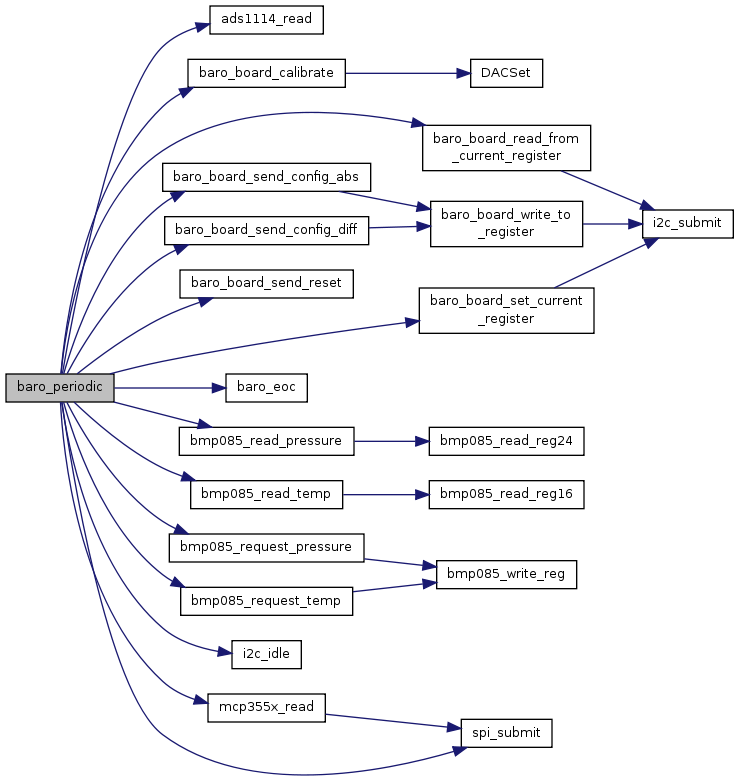 ads1114_read
baro_board_calibrate
DACSet
baro_board_read_from
_current_register
baro_board_send_config_abs
baro_board_write_to
_register
i2c_submit
baro_board_send_config_diff
baro_board_send_reset
baro_board_set_current
_register
baro_periodic
baro_eoc
bmp085_read_pressure
bmp085_read_reg24
bmp085_read_temp
bmp085_read_reg16
bmp085_request_pressure
bmp085_write_reg
bmp085_request_temp
i2c_idle
mcp355x_read
spi_submit